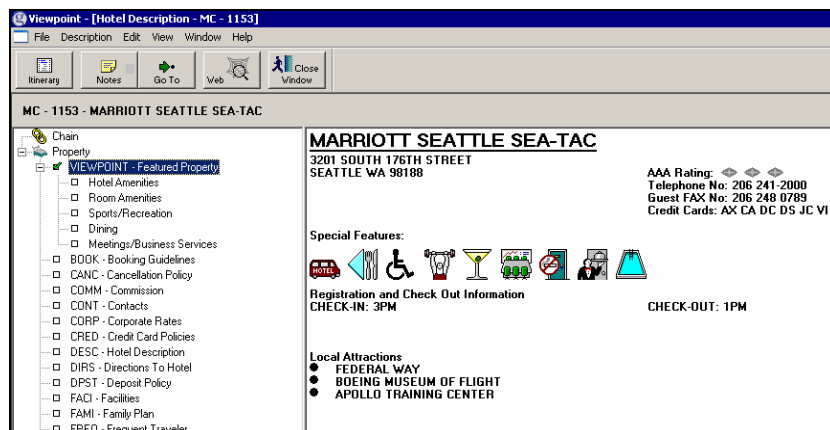 Viewpoint - [Hotel Description - MC - 1153]
File Description Edit View Window Help
Itinerary Notes Go To Web Close Window
MC - 1153 - MARRIOTT SEATTLE SEA-TAC
Chain
Property
VIEWPOINT - Featured Property
Hotel Amenities
Room Amenities
Sports/Recreation
Dining
Meetings/Business Services
BOOK - Booking Guidelines
CANC - Cancellation Policy
COMM - Commission
CONT - Contacts
CORP - Corporate Rates
CRED - Credit Card Policies
DESC - Hotel Description
DIRS - Directions To Hotel
DPST - Deposit Policy
FACI - Facilities
FAMI - Family Plan
FREQ - Frequent Traveler
MARRIOTT SEATTLE SEA-TAC
3201 SOUTH 176TH STREET
SEATTLE WA 98188
AAA Rating:
Telephone No: 206 241-2000
Guest FAX No: 206 248 0789
Credit Cards: AX CA DC DS JC VI
Special Features:
HOTEL
Registration and Check Out Information
CHECK-IN: 3PM CHECK-OUT: 1PM
Local Attractions
FEDERAL WAY
BOEING MUSEUM OF FLIGHT
APOLLO TRAINING CENTER